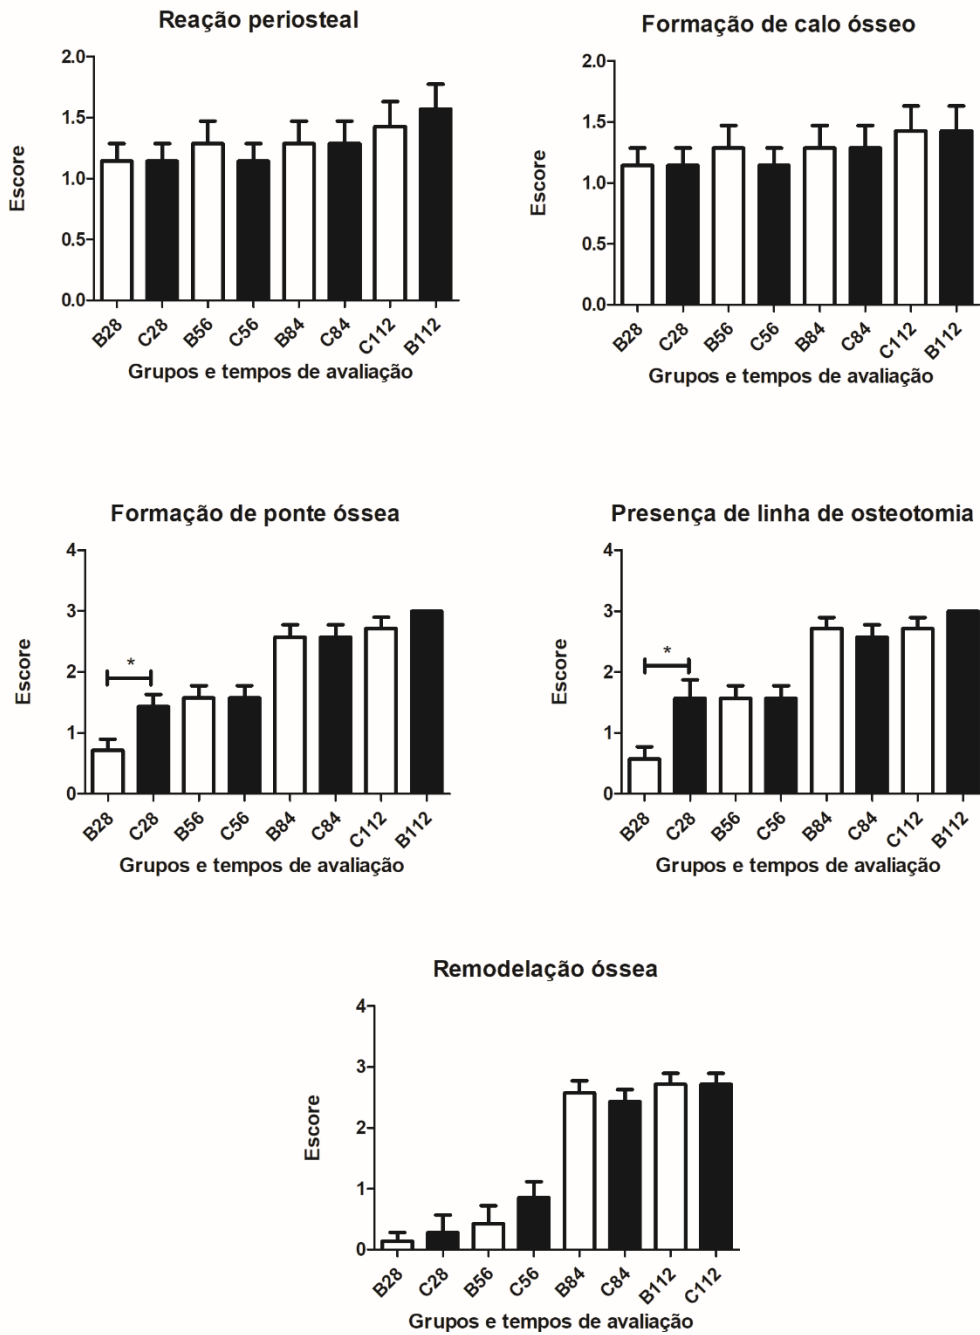 Reação periosteal
2.0
1.5
1.0
0.5
0.0
Escore
B28 C28 B56 C56 B84 C84 C112 B112
Grupos e tempos de avaliação
Formação de calo ósseo
2.0
1.5
1.0
0.5
0.0
Escore
B28 C28 B56 C56 B84 C84 C112 B112
Grupos e tempos de avaliação
Formação de ponte óssea
4
3
2
1
0
Escore
*
B28 C28 B56 C56 B84 C84 C112 B112
Grupos e tempos de avaliação
Presença de linha de osteotomia
4
3
2
1
0
Escore
*
B28 C28 B56 C56 B84 C84 C112 B112
Grupos e tempos de avaliação
Remodelação óssea
4
3
2
1
0
Escore
B28 C28 B56 C56 B84 C84 B112 C112
Grupos e tempos de avaliação